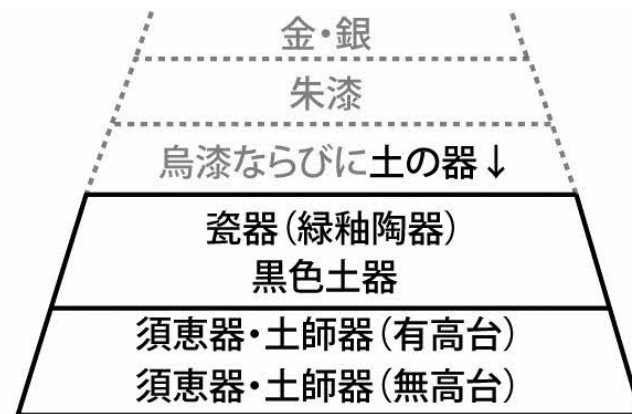 金・銀
朱漆
烏漆ならびに土の器↓
瓷器(緑釉陶器)
黒色土器
須恵器・土師器(有高台)
須恵器・土師器(無高台)